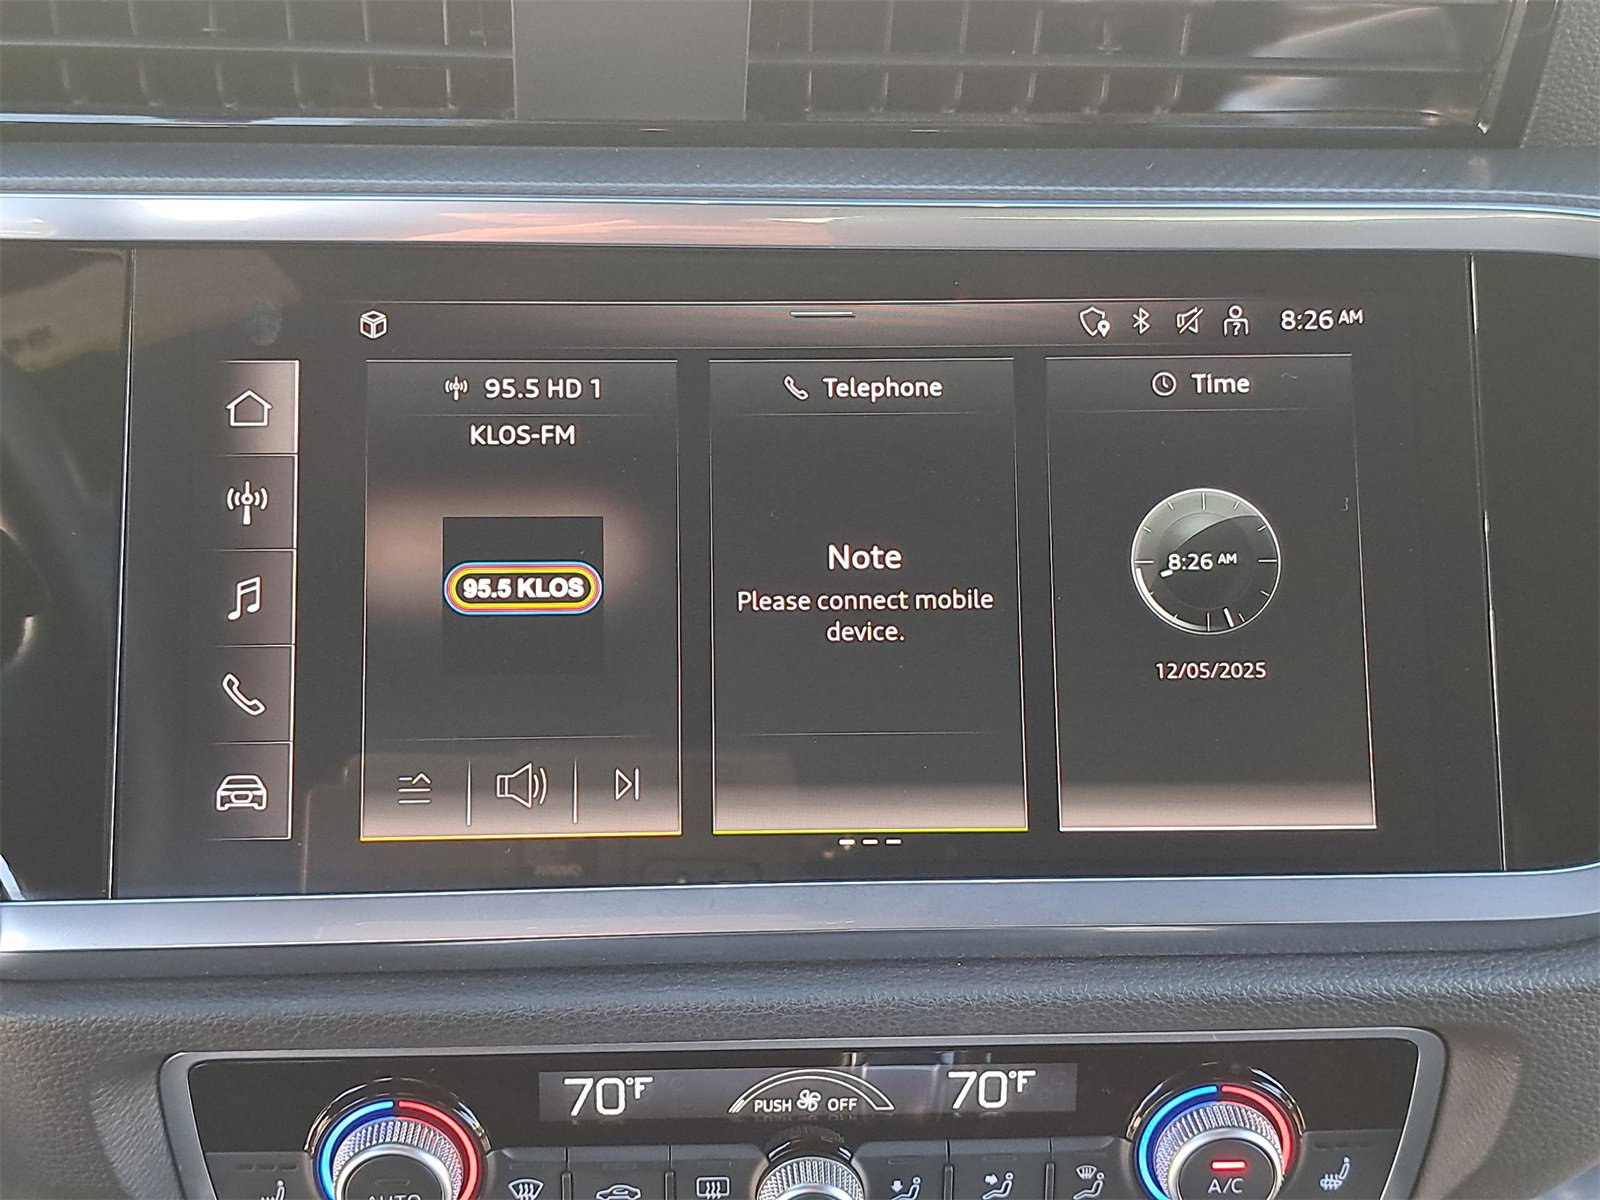 8:26 AM
95.5 HD 1
KLOS-FM
95.5 KLOS
Telephone
Note
Please connect mobile
device.
Time
8:26 AM
12/05/2025
70°F
PUSH OFF
70°F
AUTO
A/C